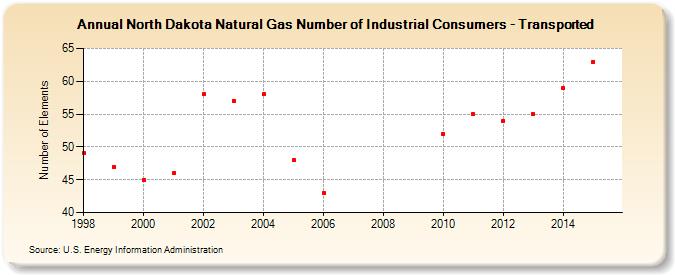 Annual North Dakota Natural Gas Number of Industrial Consumers - Transported
Number of Elements
65
60
55
50
45
40
1998 2000 2002 2004 2006 2008 2010 2012 2014
Source: U.S. Energy Information Administration